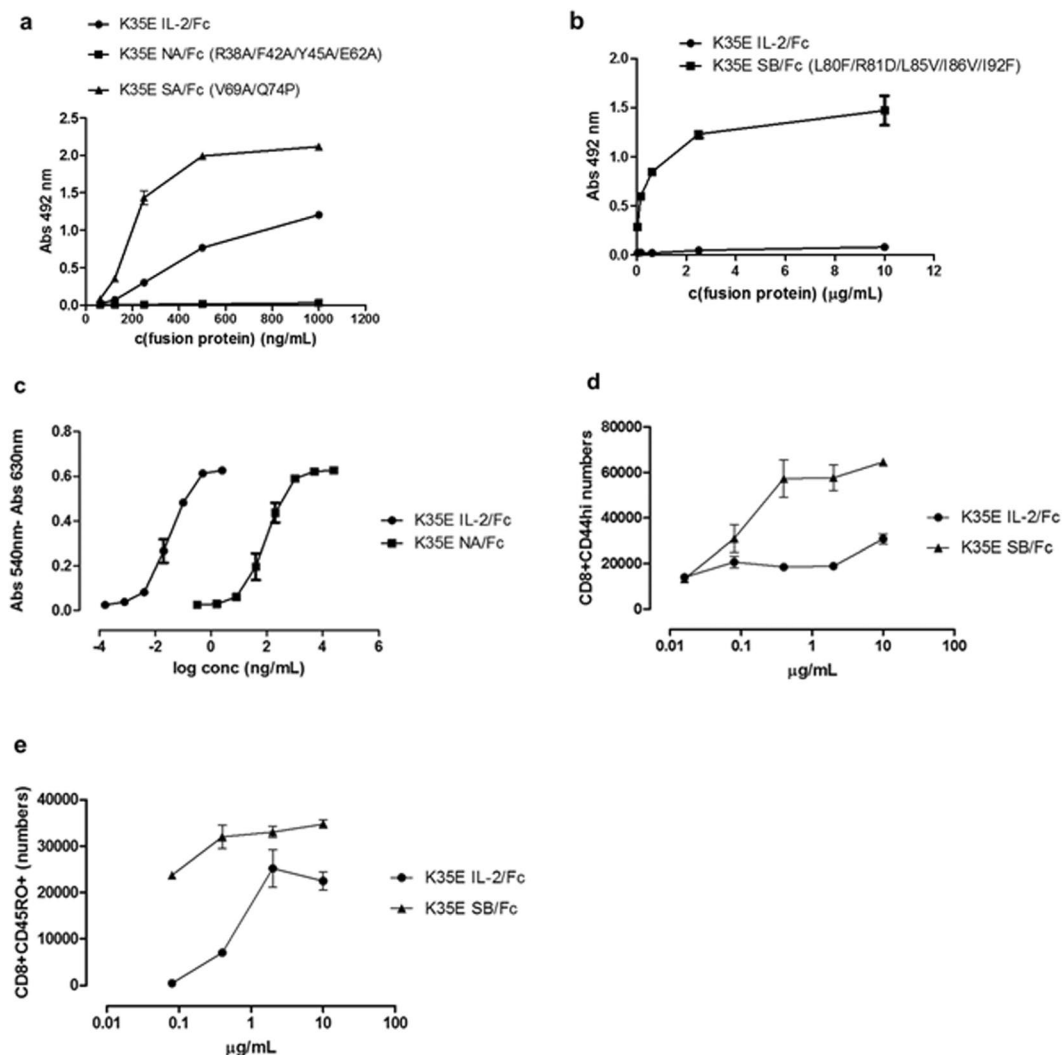 a
K35E IL-2/Fc
K35E NA/Fc (R38A/F42A/Y45A/E62A)
K35E SA/Fc (V69A/Q74P)
2.5
2.0
1.5
1.0
0.5
0.0
Abs 492 nm
0 200 400 600 800 1000 1200
c(fusion protein) (ng/mL)
b
K35E IL-2/Fc
K35E SB/Fc (L80F/R81D/L85V/I86V/I92F)
2.0
1.5
1.0
0.5
0.0
Abs 492 nm
0 2 4 6 8 10 12
c(fusion protein) (µg/mL)
c
0.8
0.6
0.4
0.2
0.0
Abs 540nm- Abs 630nm
-4 -2 0 2 4 6
log conc (ng/mL)
K35E IL-2/Fc
K35E NA/Fc
d
80000
60000
40000
20000
0
CD8+CD44hi numbers
0.01 0.1 1 10 100
µg/mL
K35E IL-2/Fc
K35E SB/Fc
e
40000
30000
20000
10000
0
CD8+CD45RO+ (numbers)
0.01 0.1 1 10 100
µg/mL
K35E IL-2/Fc
K35E SB/Fc